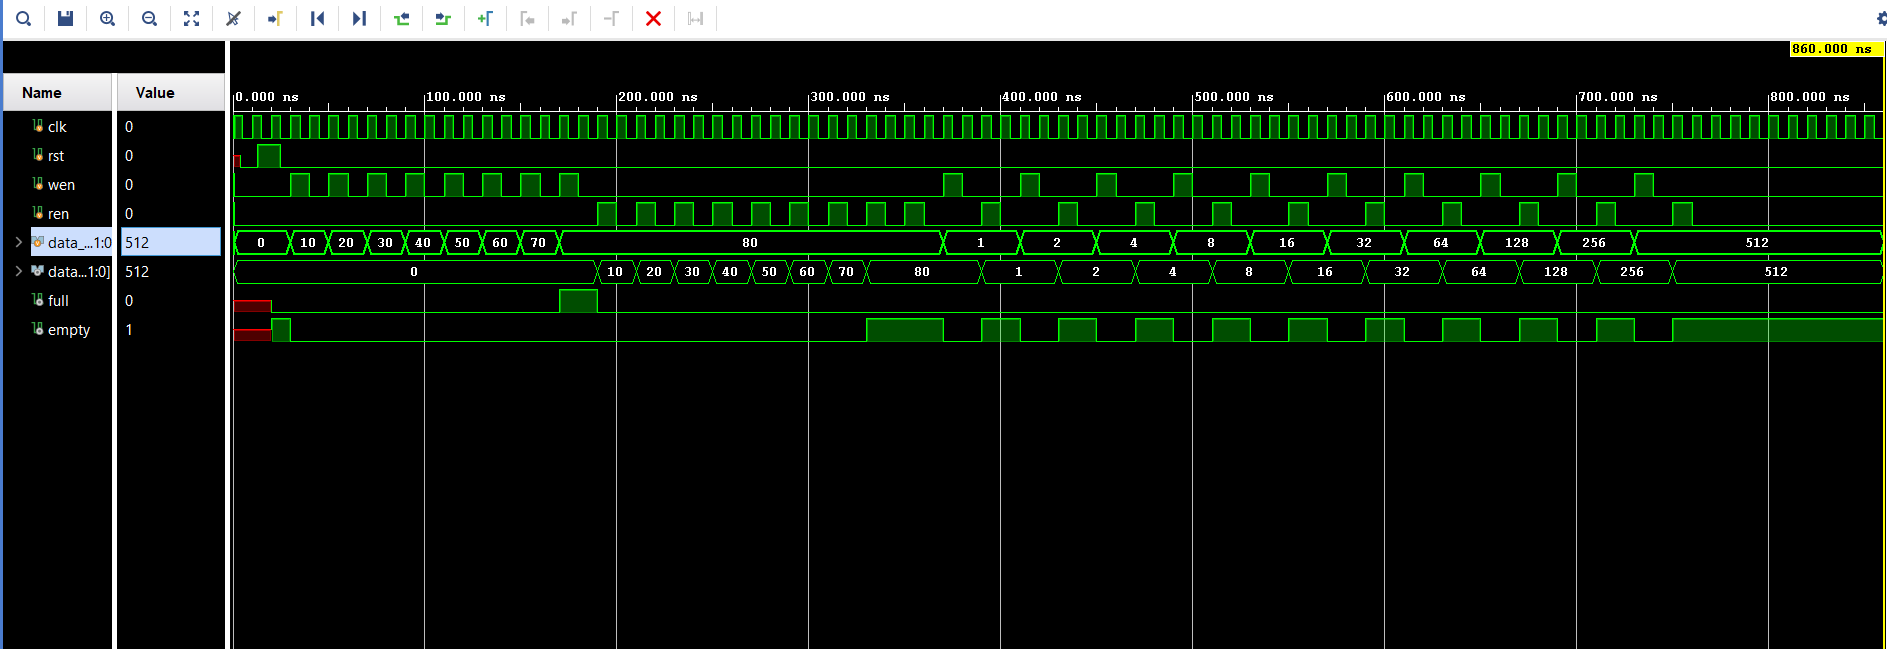 860.000 ns
Name Value
0.000 ns 100.000 ns 200.000 ns 300.000 ns 400.000 ns 500.000 ns 600.000 ns 700.000 ns 800.000 ns
clk 0
rst 0
wen 0
ren 0
data_...1:0 512 0 10 20 30 40 50 60 70 80 1 2 4 8 16 32 64 128 256 512
data...1:0] 512 0 10 20 30 40 50 60 70 80 1 2 4 8 16 32 64 128 256 512
full 0
empty 1